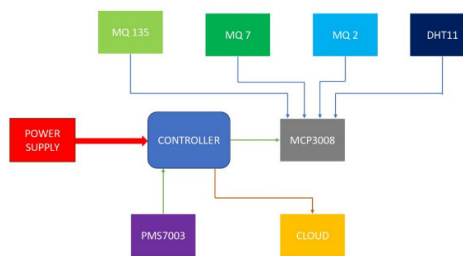 MQ 135
MQ 7
MQ 2
DHT11
POWER
SUPPLY
CONTROLLER
MCP3008
PMS7003
CLOUD